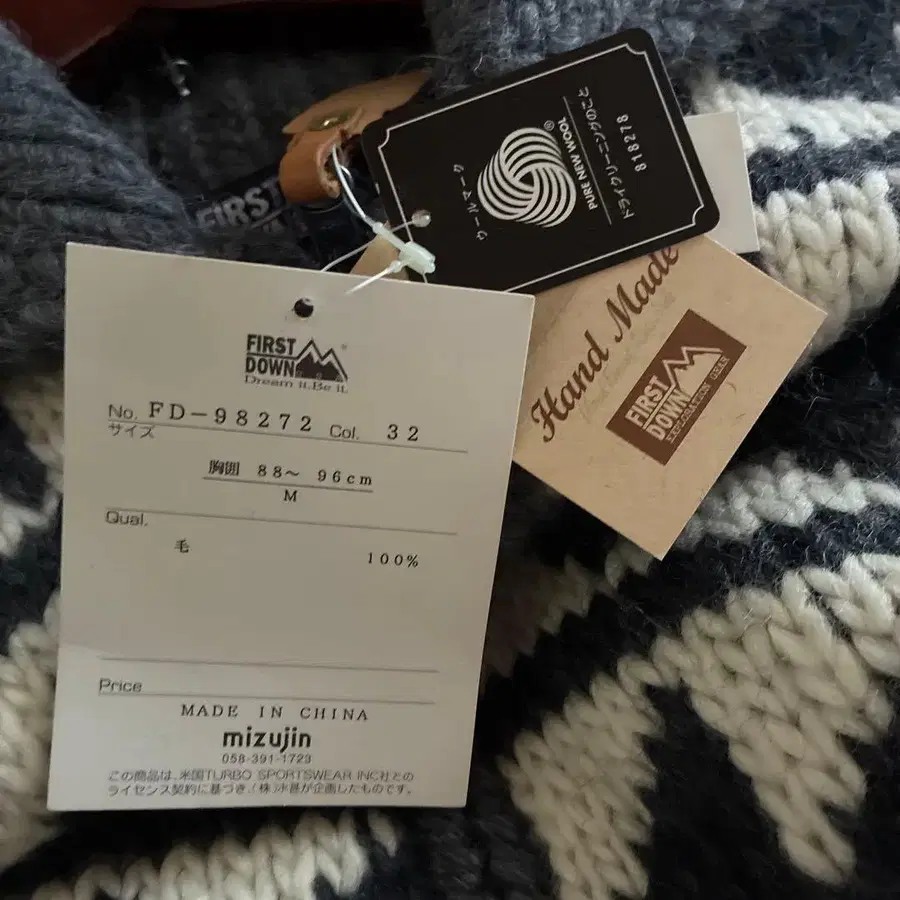 FIRST
DOWN
Dream it.Be it.
No. FD-98272 Col. 32
サイズ
胸囲 88～ 96cm
M
Qual.
毛 100%
Price
MADE IN CHINA
mizujin
058-391-1723
この商品は、米国TURBO SPORTSWEAR INC社との
ライセンス契約に基づき、(株)水甚が企画したものです。
ウールマーク
®
PURE NEW WOOL
ドライクリーニングのこと
818278
Hand Made
FIRST
DOWN
EXPLORATION GEAR
FIRST